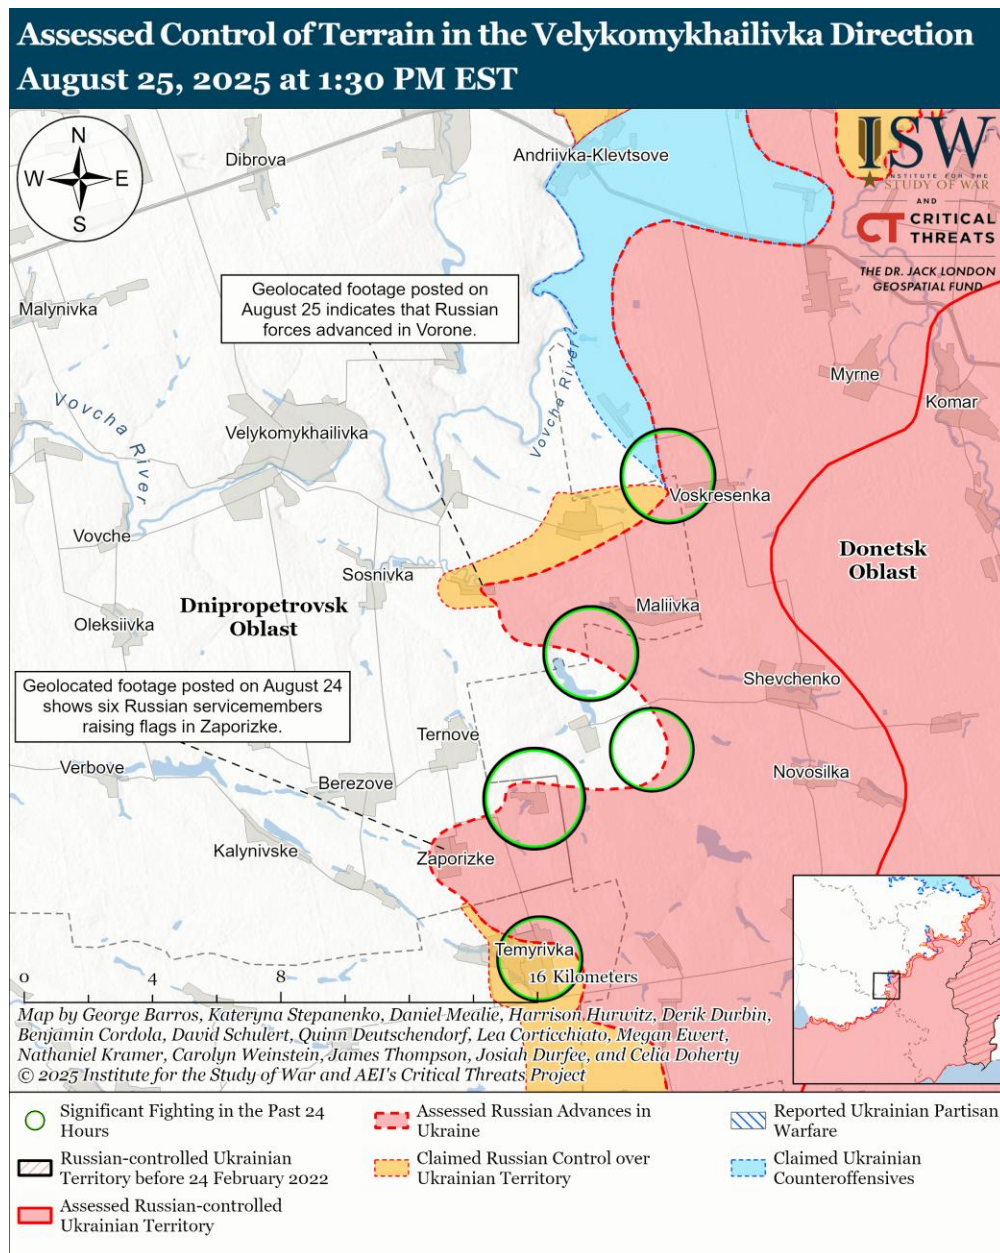 Assessed Control of Terrain in the Velykomykhailivka Direction
August 25, 2025 at 1:30 PM EST
N
W
E
S
Dibrova
Andriivka-Klevtsove
ISW
INSTITUTE FOR THE
STUDY OF WAR
AND
CT
CRITICAL
THREATS
THE DR. JACK LONDON
GEOSPATIAL FUND
Geolocated footage posted on
August 25 indicates that Russian
forces advanced in Vorone.
Malynivka
Vovcha River
Myrne
Komar
Vovcha River
Velykomykhailivka
Voskresenka
Vovche
Donetsk
Oblast
Sosnivka
Dnipropetrovsk
Oblast
Maliivka
Oleksiivka
Geolocated footage posted on August 24
shows six Russian servicemembers
raising flags in Zaporizke.
Shevchenko
Ternove
Verbove
Berezove
Novosilka
Kalynivske
Zaporizke
Temyrivka
0
4
8
16 Kilometers
Map by George Barros, Kateryna Stepanenko, Daniel Mealie, Harrison Hurwitz, Derik Durbin,
Benjamin Cordola, David Schulert, Quinn Deutschendorf, Lea Corticchiato, Megan Ewert,
Nathaniel Kramer, Carolyn Weinstein, James Thompson, Josiah Durfee, and Celia Doherty
© 2025 Institute for the Study of War and AEI's Critical Threats Project
Significant Fighting in the Past 24
Hours
Russian-controlled Ukrainian
Territory before 24 February 2022
Assessed Russian-controlled
Ukrainian Territory
Assessed Russian Advances in
Ukraine
Claimed Russian Control over
Ukrainian Territory
Reported Ukrainian Partisan
Warfare
Claimed Ukrainian
Counteroffensives